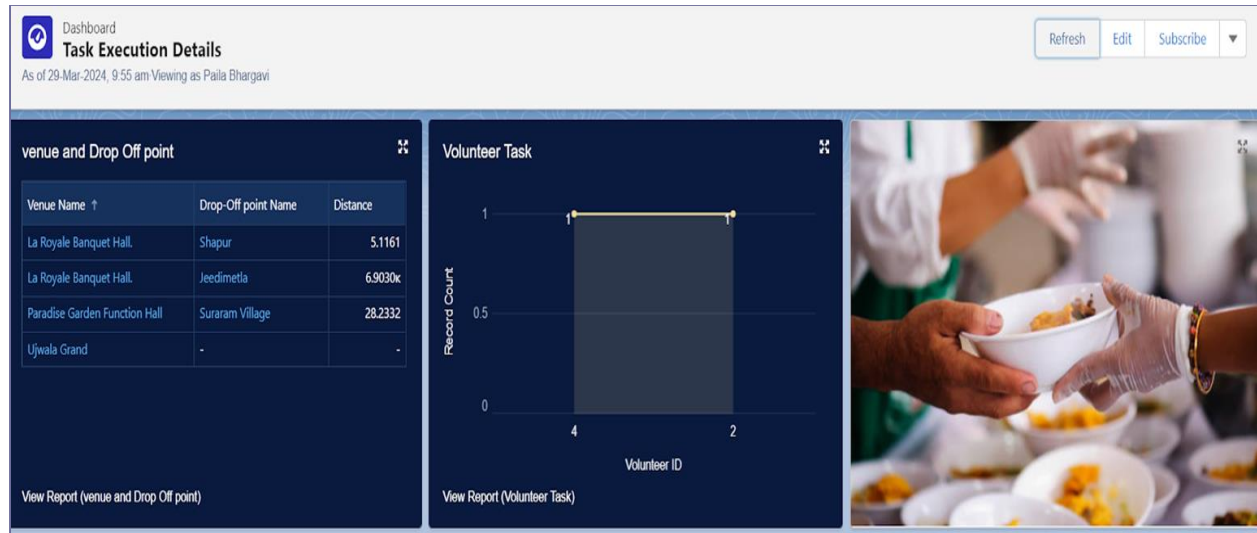 Dashboard
Task Execution Details
As of 29-Mar-2024, 9:55 am·Viewing as Paila Bhargavi
Refresh Edit Subscribe
venue and Drop Off point
Venue Name ↑ Drop-Off point Name Distance
La Royale Banquet Hall. Shapur 5.1161
La Royale Banquet Hall. Jeedimetla 6.9030к
Paradise Garden Function Hall Suraram Village 28.2332
Ujwala Grand - -
View Report (venue and Drop Off point)
Volunteer Task
1
1 1
Record Count
0.5
0
4 2
Volunteer ID
View Report (Volunteer Task)